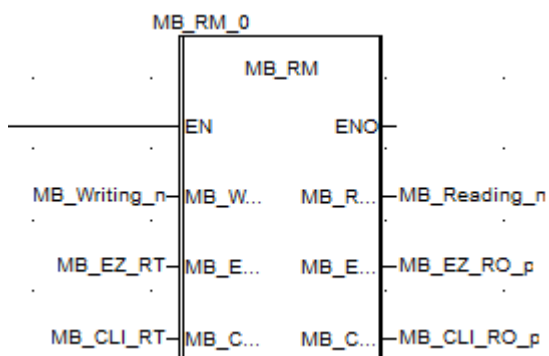 MB_RM_0
MB_RM
EN ENO
MB_Writing_n MB_W... MB_R... MB_Reading_n
MB_EZ_RT MB_E... MB_E... MB_EZ_RO_p
MB_CLI_RT MB_C... MB_C... MB_CLI_RO_p